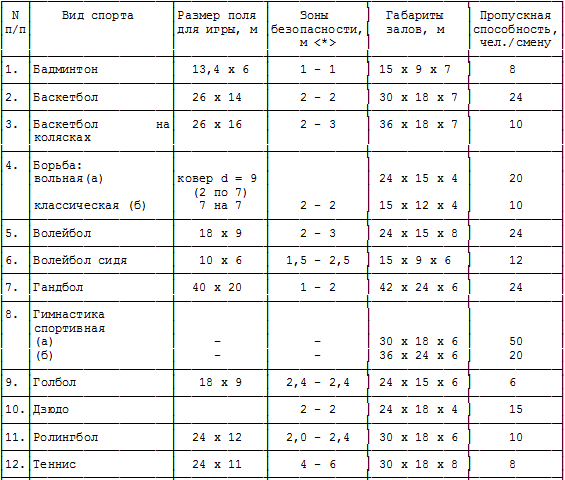 N Вид спорта Размер поля Зоны Габариты Пропускная
п/п для игры, м безопасности, залов, м способность,
м <*> чел./смену
1. Бадминтон 13,4 x 6 1 - 1 15 x 9 x 7 8
2. Баскетбол 26 x 14 2 - 2 30 x 18 x 7 24
3. Баскетбол на 26 x 16 2 - 3 36 x 18 x 7 10
колясках
4. Борьба:
вольная(а) ковер d = 9 24 x 15 x 4 20
(2 по 7)
классическая (б) 7 на 7 2 - 2 15 x 12 x 4 10
5. Волейбол 18 x 9 2 - 3 24 x 15 x 8 24
6. Волейбол сидя 10 x 6 1,5 - 2,5 15 x 9 x 6 12
7. Гандбол 40 x 20 1 - 2 42 x 24 x 6 24
8. Гимнастика
спортивная
(а) - - 30 x 18 x 6 50
(б) - - 36 x 24 x 6 20
9. Голбол 18 x 9 2,4 - 2,4 24 x 15 x 6 6
10. Дзюдо 2 - 2 24 x 18 x 4 15
11. Ролингбол 24 x 12 2,0 - 2,4 30 x 18 x 6 10
12. Теннис 24 x 11 4 - 6 30 x 18 x 8 8